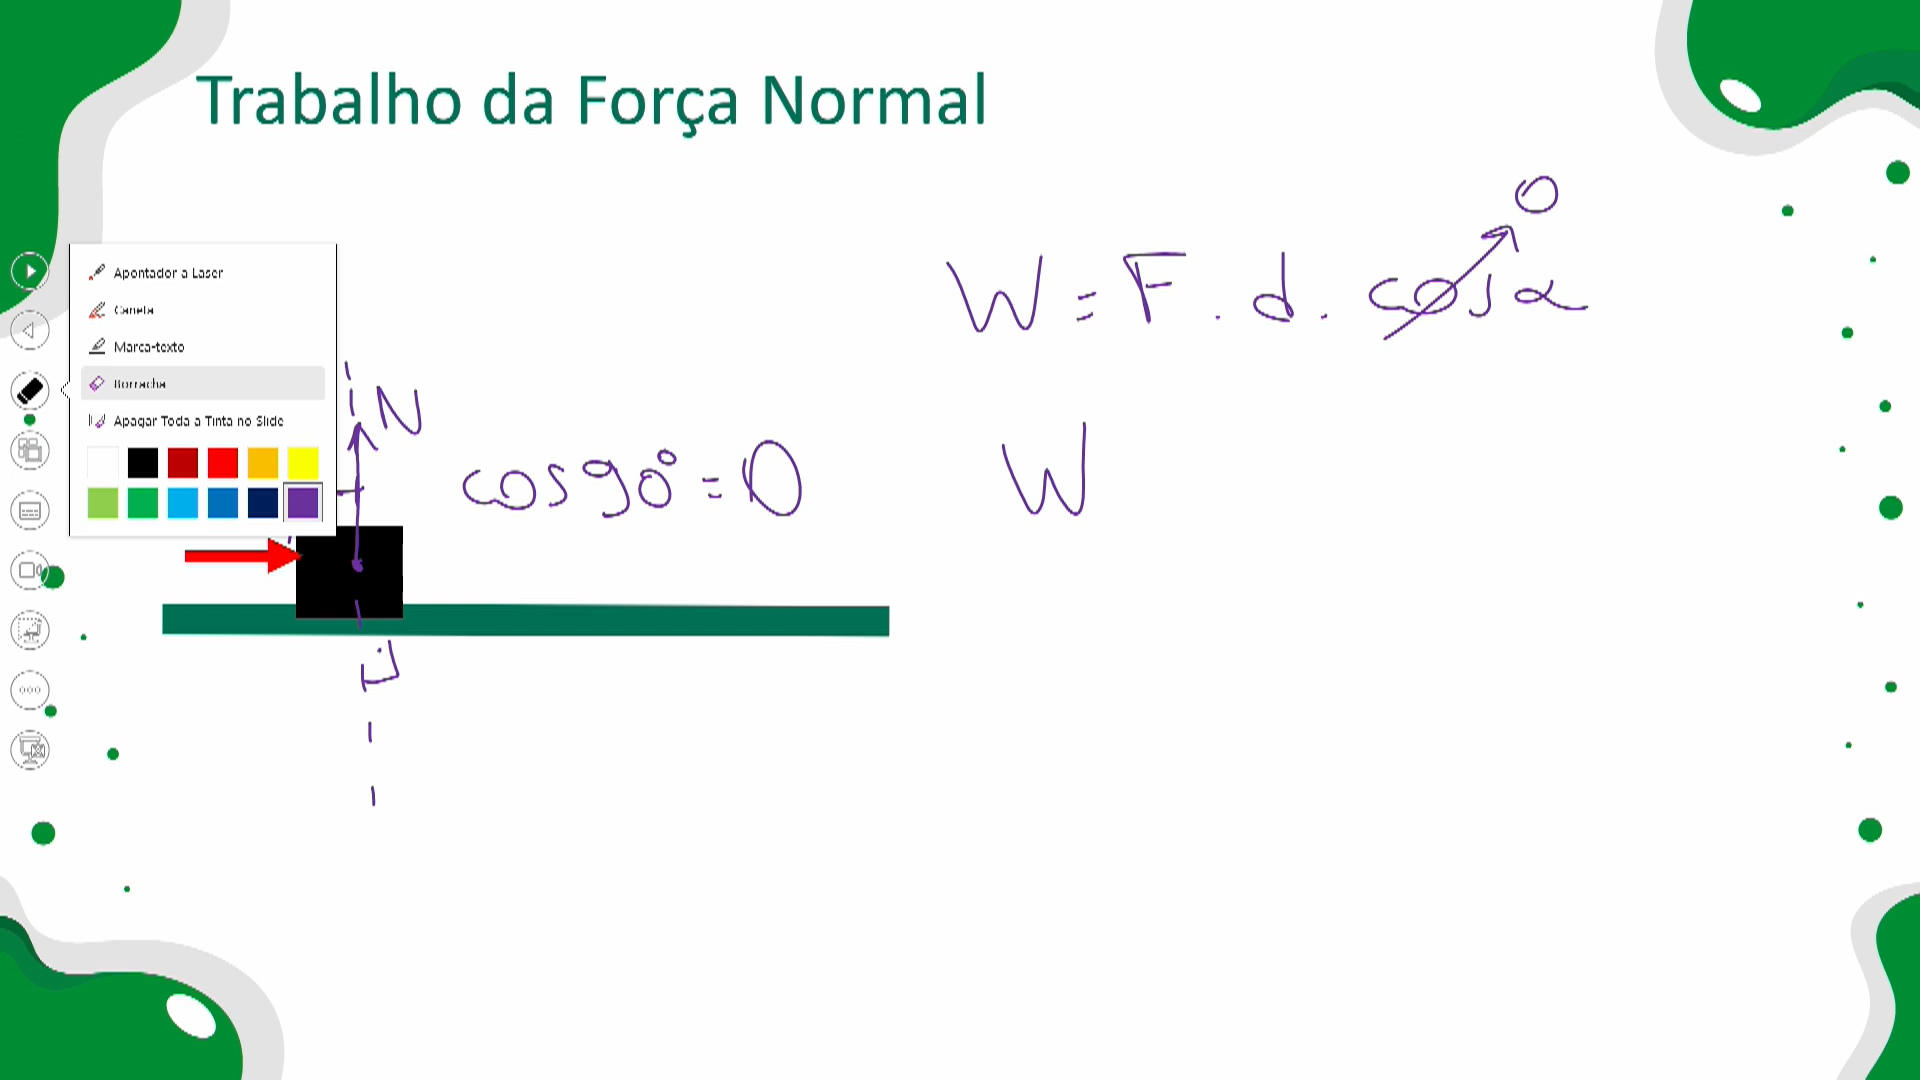 Trabalho da Força Normal
W = F . d . cos α
0
Apontador a Laser
Caneta
Marca-texto
Borracha
Apagar Toda a Tinta no Slide
N
cos 90° = 0
W